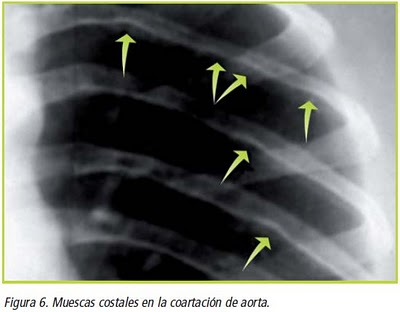 Figura 6. Muescas costales en la coartación de aorta.